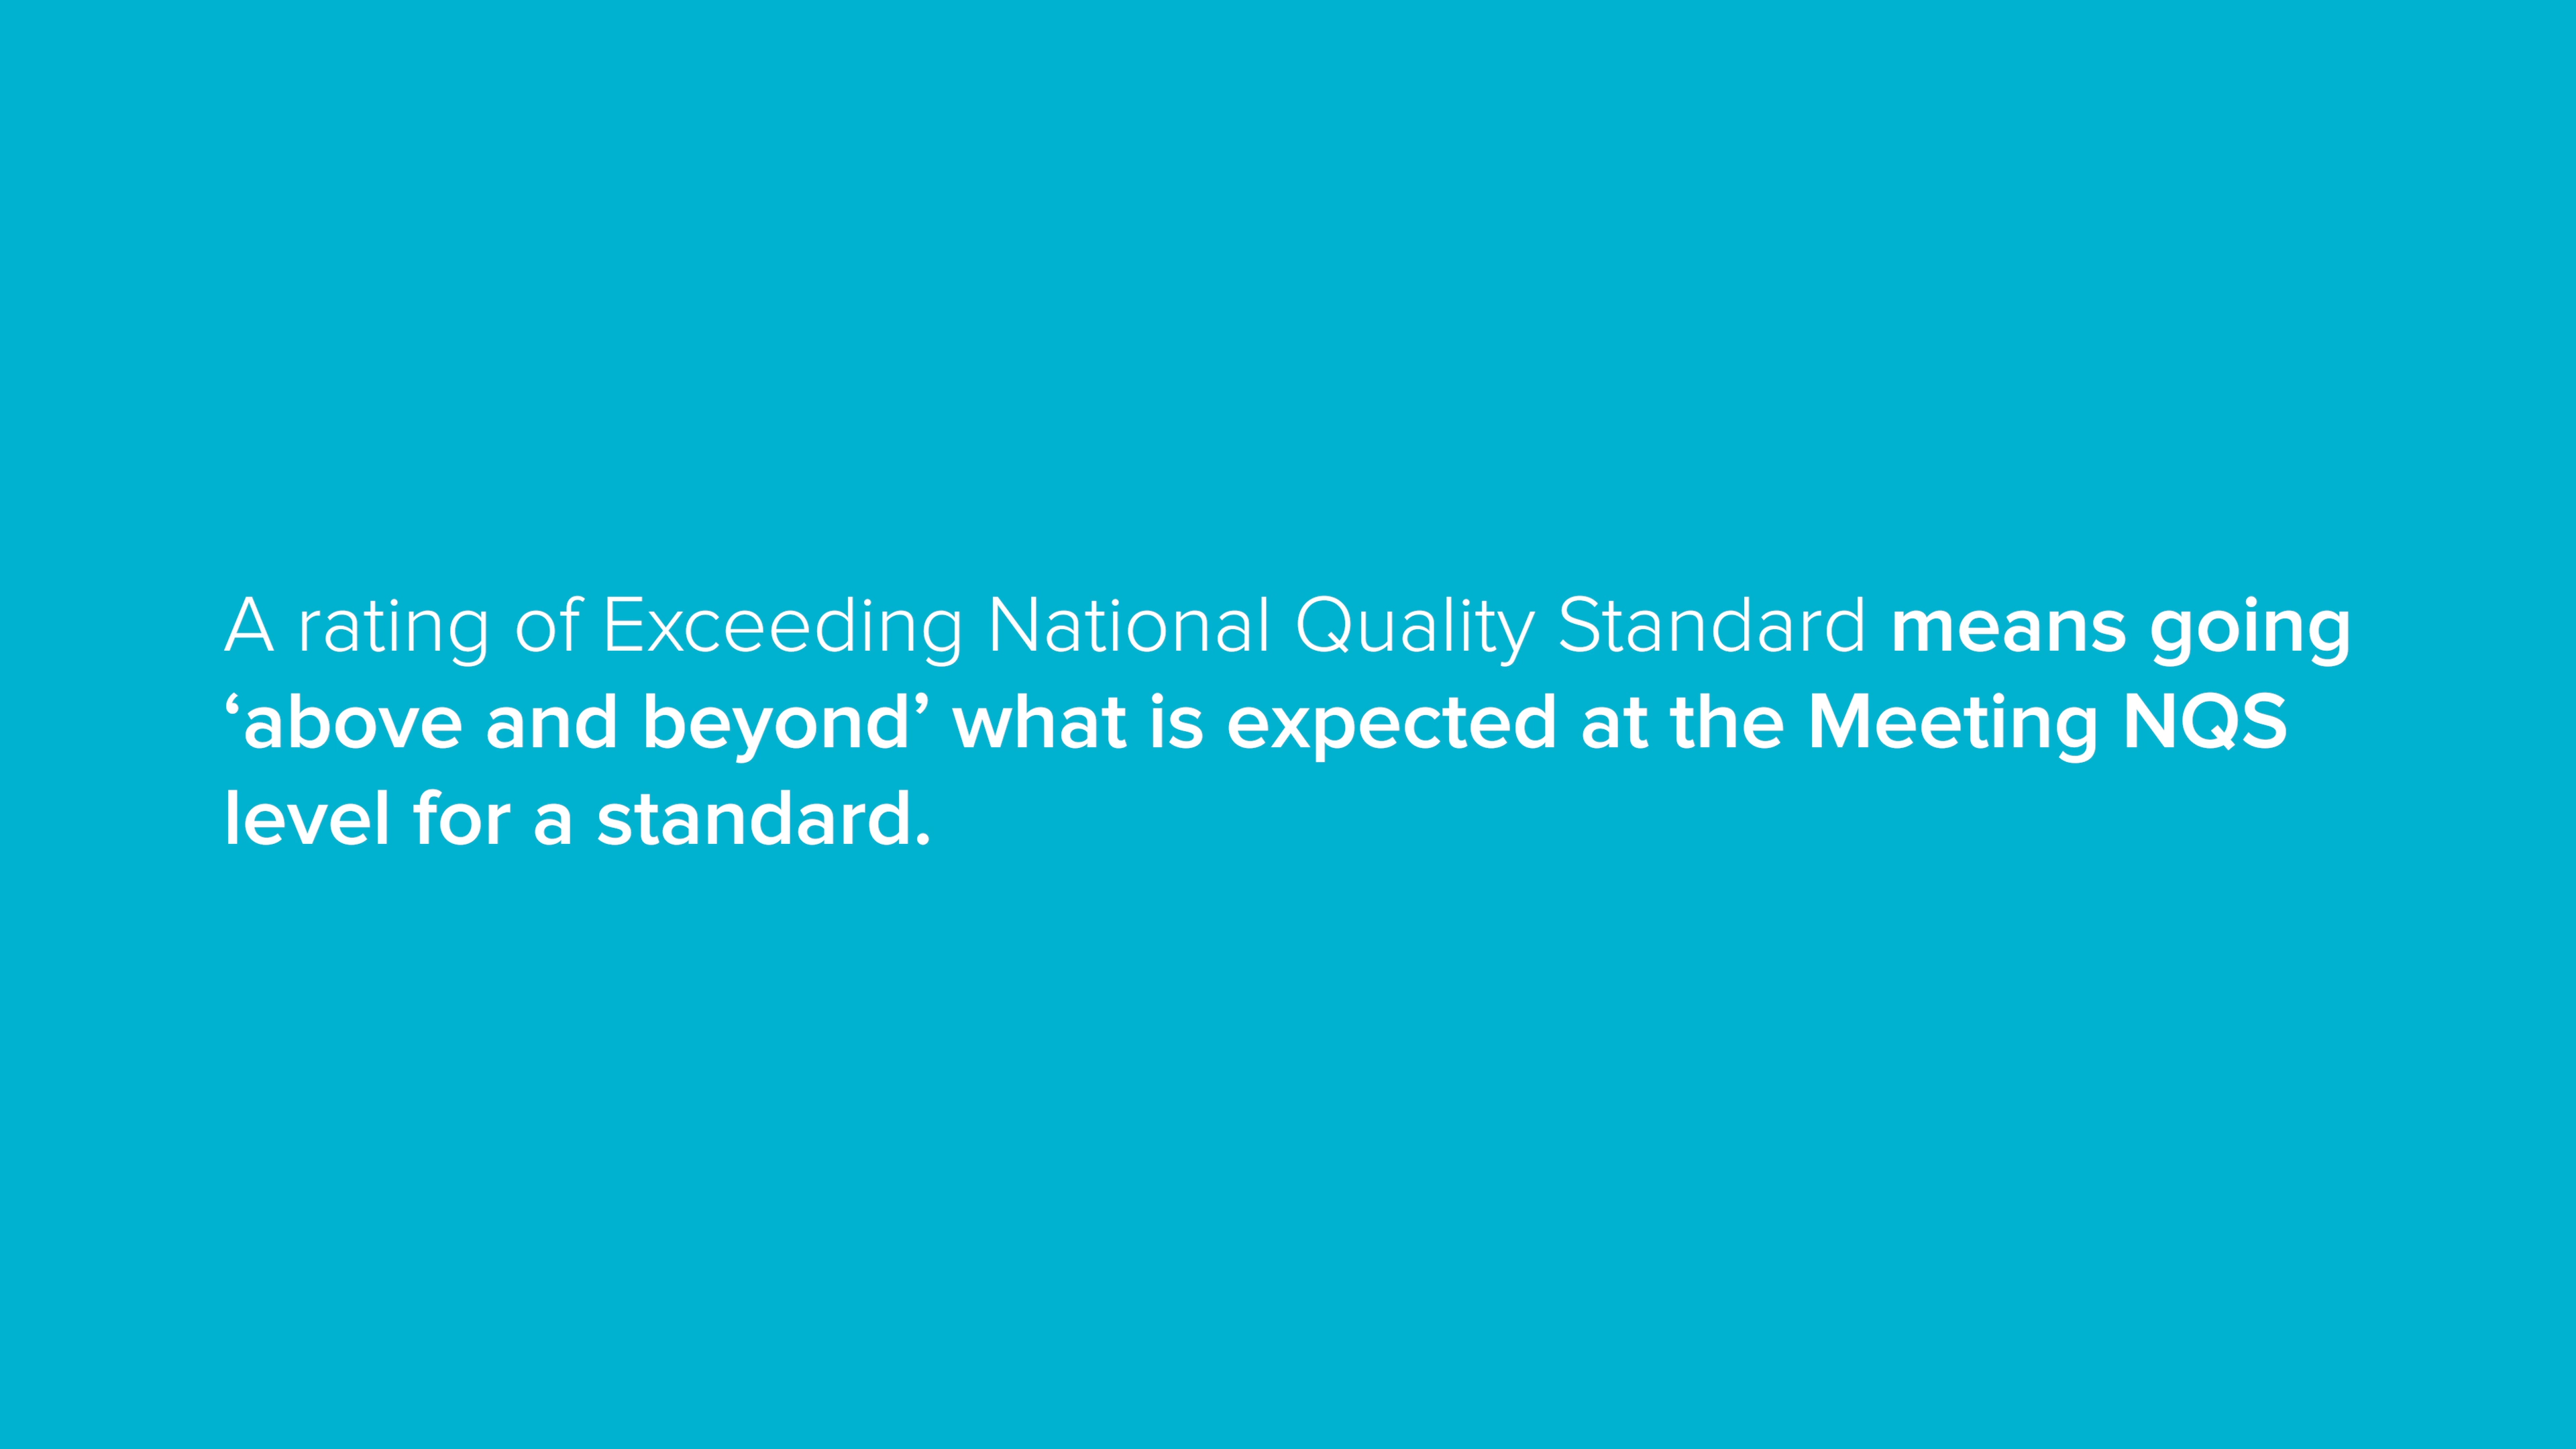 A rating of Exceeding National Quality Standard means going
‘above and beyond’ what is expected at the Meeting NQS
level for a standard.